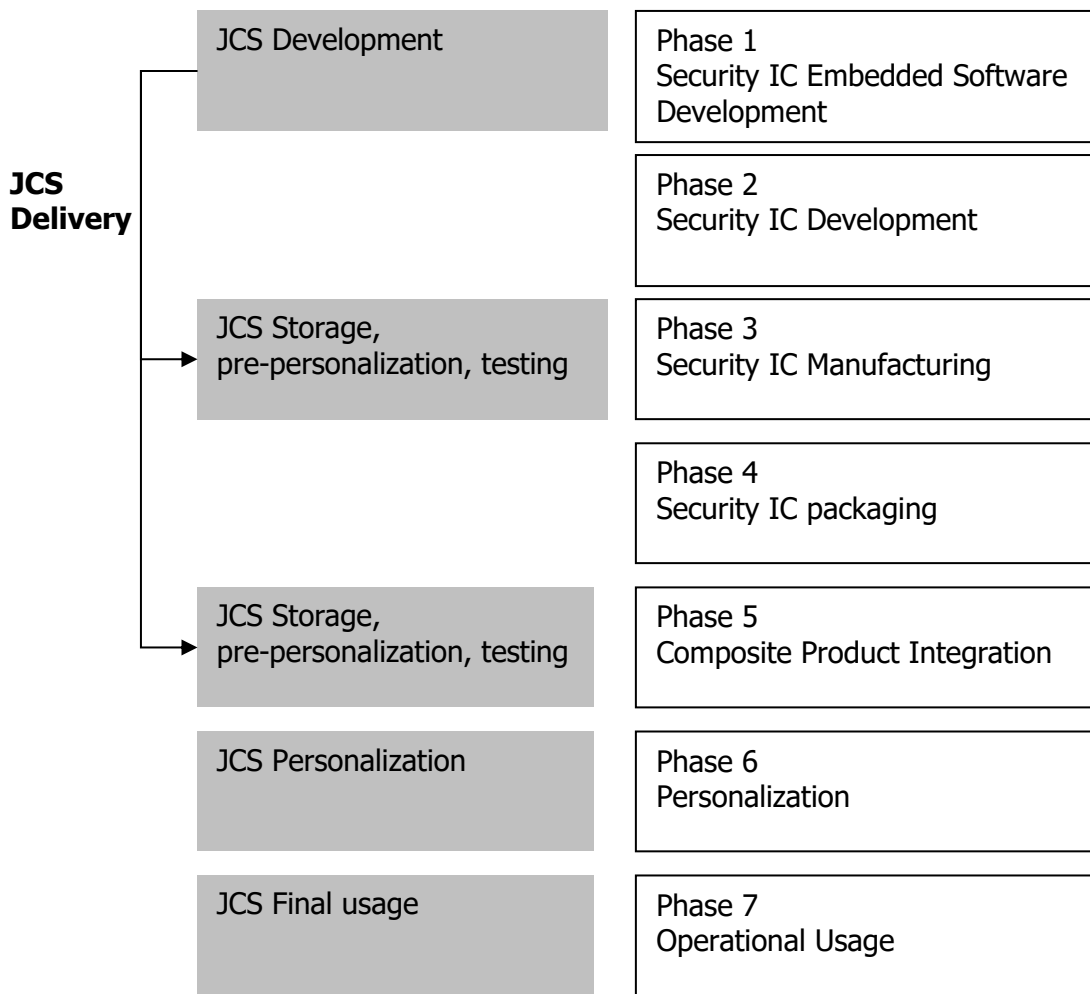 JCS Development
Phase 1
Security IC Embedded Software
Development
JCS
Delivery
Phase 2
Security IC Development
JCS Storage,
pre-personalization, testing
Phase 3
Security IC Manufacturing
Phase 4
Security IC packaging
JCS Storage,
pre-personalization, testing
Phase 5
Composite Product Integration
JCS Personalization
Phase 6
Personalization
JCS Final usage
Phase 7
Operational Usage